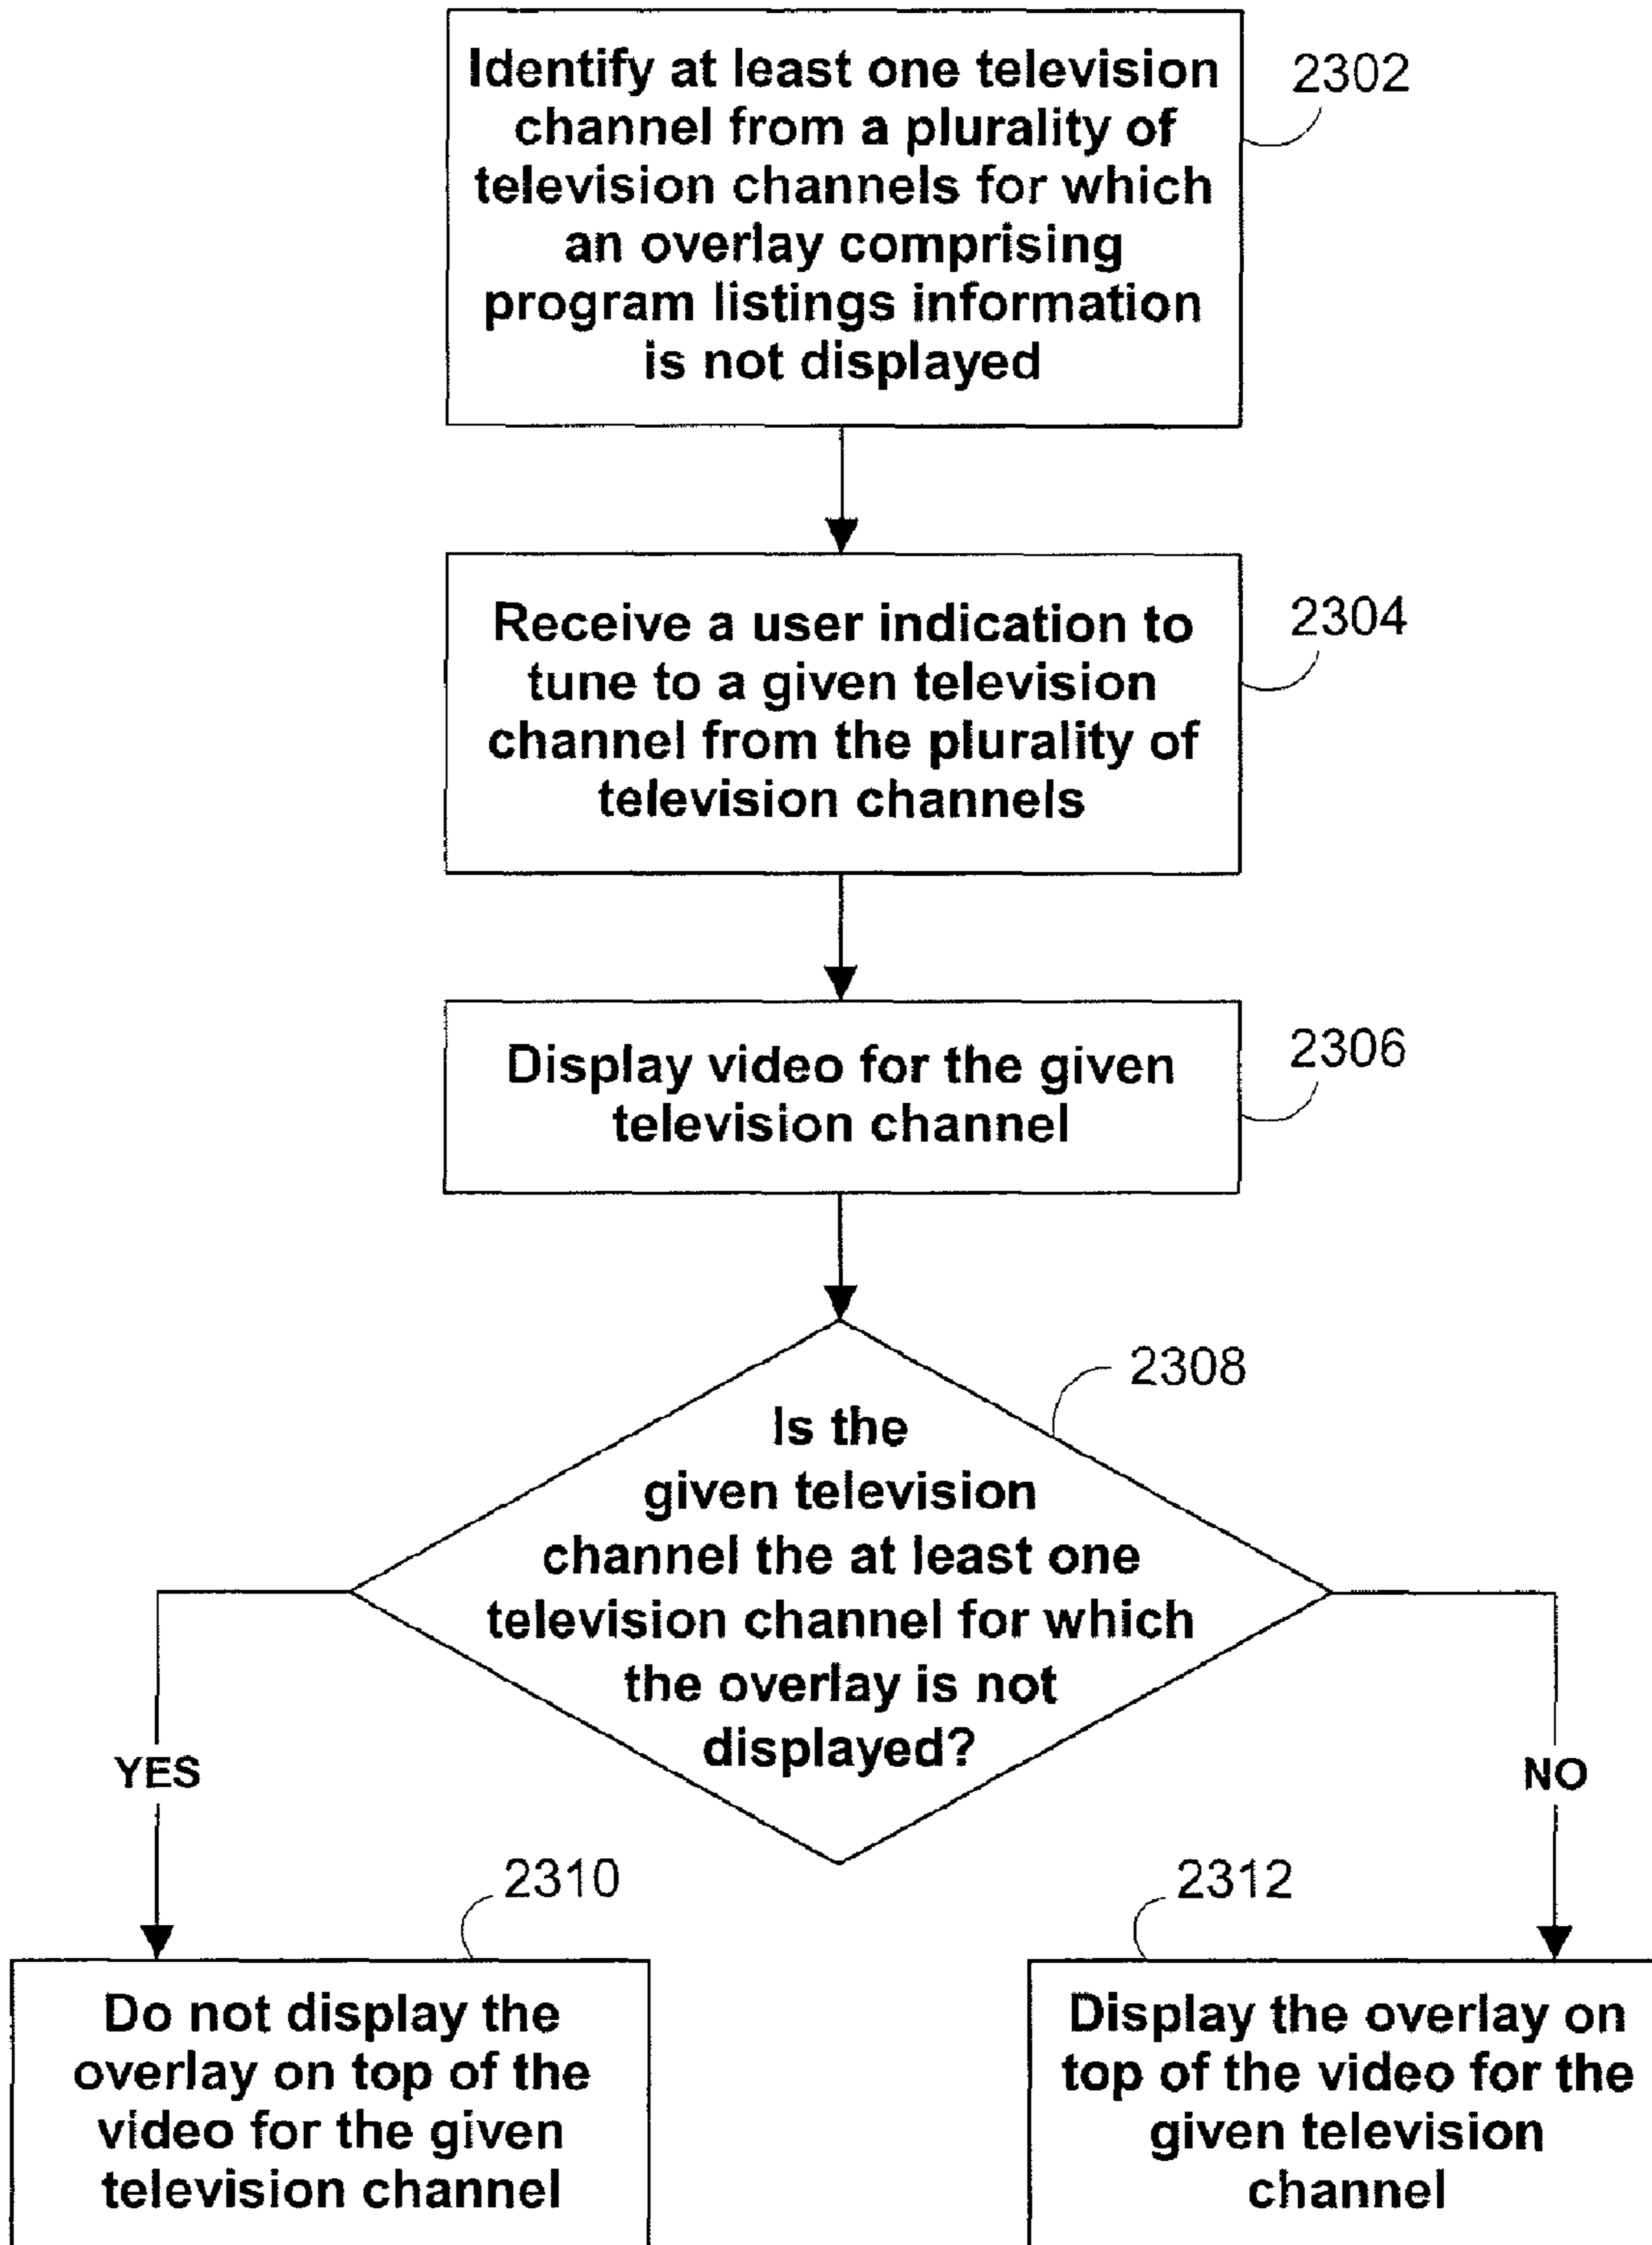 Identify at least one television
channel from a plurality of
television channels for which
an overlay comprising
program listings information
is not displayed
2302
Receive a user indication to
tune to a given television
channel from the plurality of
television channels
2304
Display video for the given
television channel
2306
Is the
given television
channel the at least one
television channel for which
the overlay is not
displayed?
2308
YES
NO
2310
Do not display the
overlay on top of the
video for the given
television channel
2312
Display the overlay on
top of the video for the
given television
channel